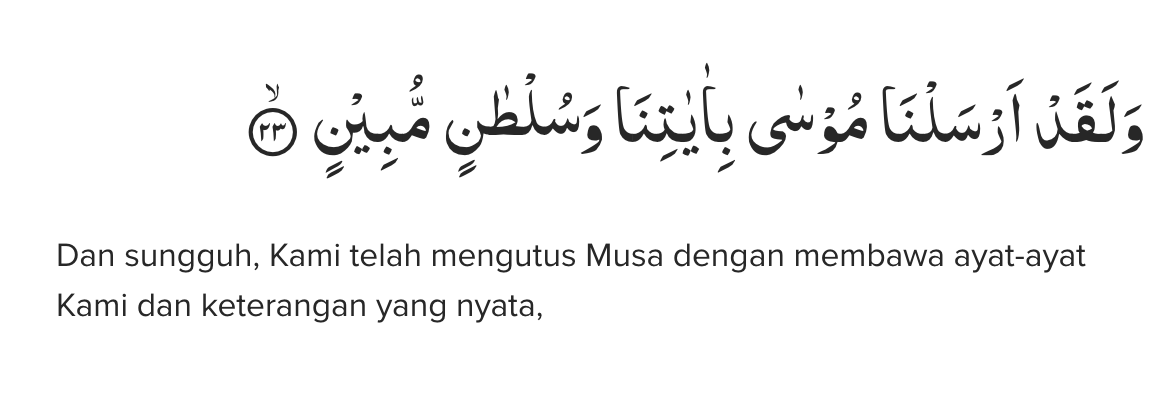 وَلَقَدْ اَرْسَلْنَا مُوْسٰى بِاٰيٰتِنَا وَسُلْطٰنٍ مُّبِيْنٍۙ ٢٣
Dan sungguh, Kami telah mengutus Musa dengan membawa ayat-ayat
Kami dan keterangan yang nyata,